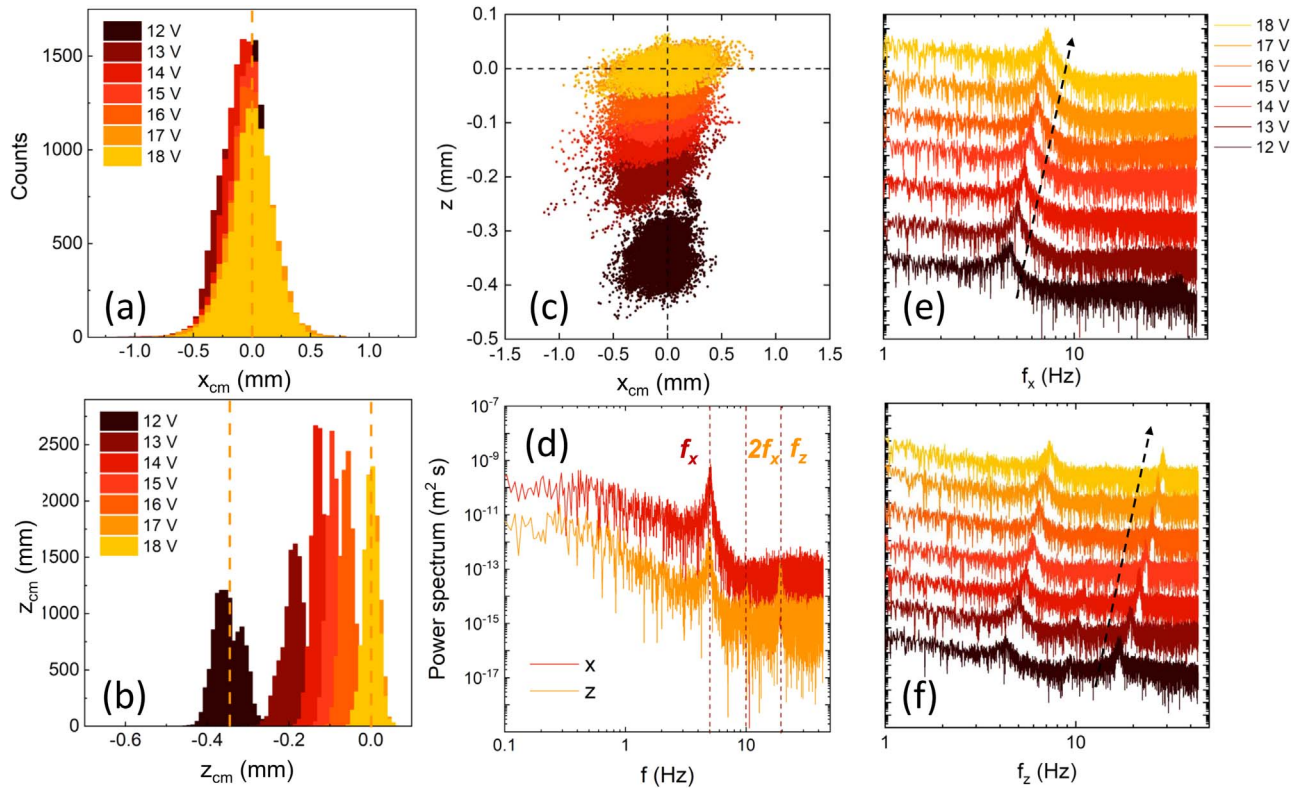 12 V
13 V
14 V
15 V
16 V
17 V
18 V
1500
1000
500
0
Counts
(a)
-1.0
-0.5
0.0
0.5
1.0
x_cm (mm)
12 V
13 V
14 V
15 V
16 V
17 V
18 V
2500
2000
1500
1000
500
0
z_cm (mm)
(b)
-0.6
-0.4
-0.2
0.0
z_cm (mm)
0.1
0.0
-0.1
-0.2
-0.3
-0.4
-0.5
z (mm)
(c)
-1.5
-1.0
-0.5
0.0
0.5
1.0
1.5
x_cm (mm)
10^-7
10^-9
10^-11
10^-13
10^-15
10^-17
Power spectrum (m² s)
(d)
f_x
2f_x
f_z
x
z
0.1
1
10
f (Hz)
18 V
17 V
16 V
15 V
14 V
13 V
12 V
(e)
1
10
f_x (Hz)
(f)
1
10
f_z (Hz)